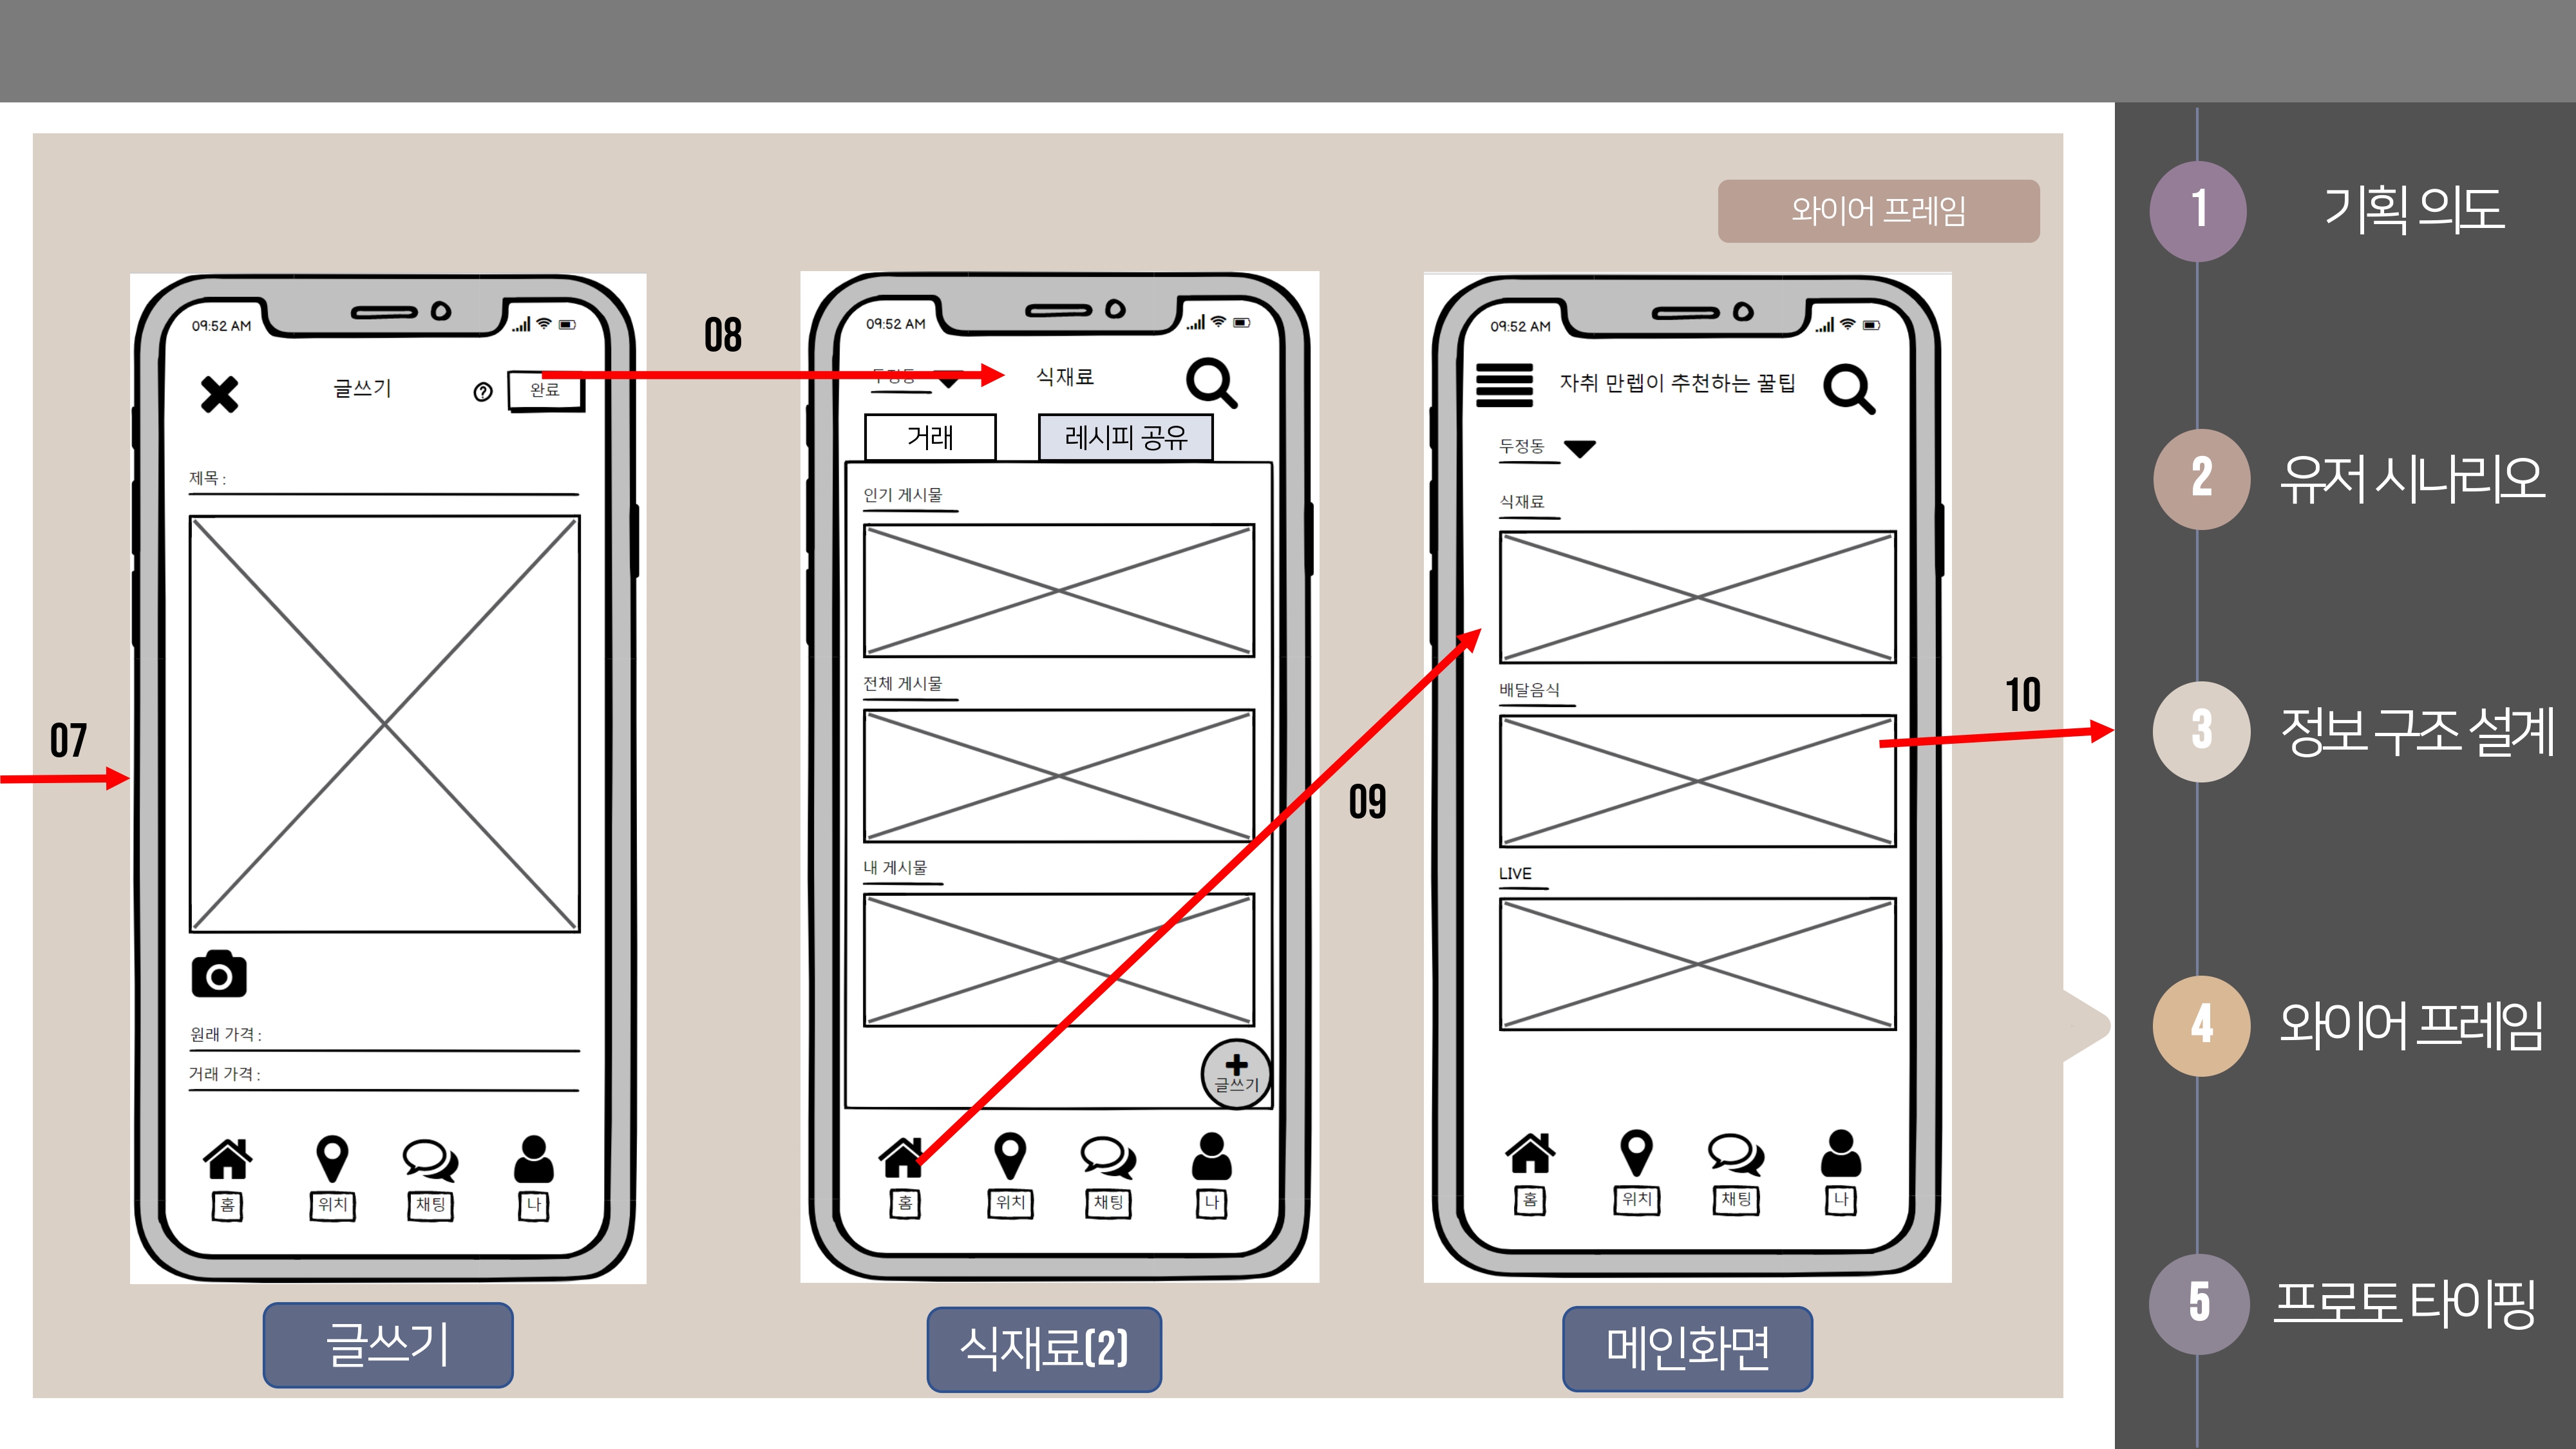 와이어 프레임
07
09:52 AM
글쓰기
?
완료
제목 :
원래 가격 :
거래 가격 :
홈
위치
채팅
나
글쓰기
08
09:52 AM
두정동
식재료
거래
레시피 공유
인기 게시물
전체 게시물
내 게시물
글쓰기
홈
위치
채팅
나
식재료(2)
09
09:52 AM
자취 만렙이 추천하는 꿀팁
두정동
식재료
배달음식
LIVE
홈
위치
채팅
나
메인화면
10
1 기획 의도
2 유저 시나리오
3 정보 구조 설계
4 와이어 프레임
5 프로토 타이핑